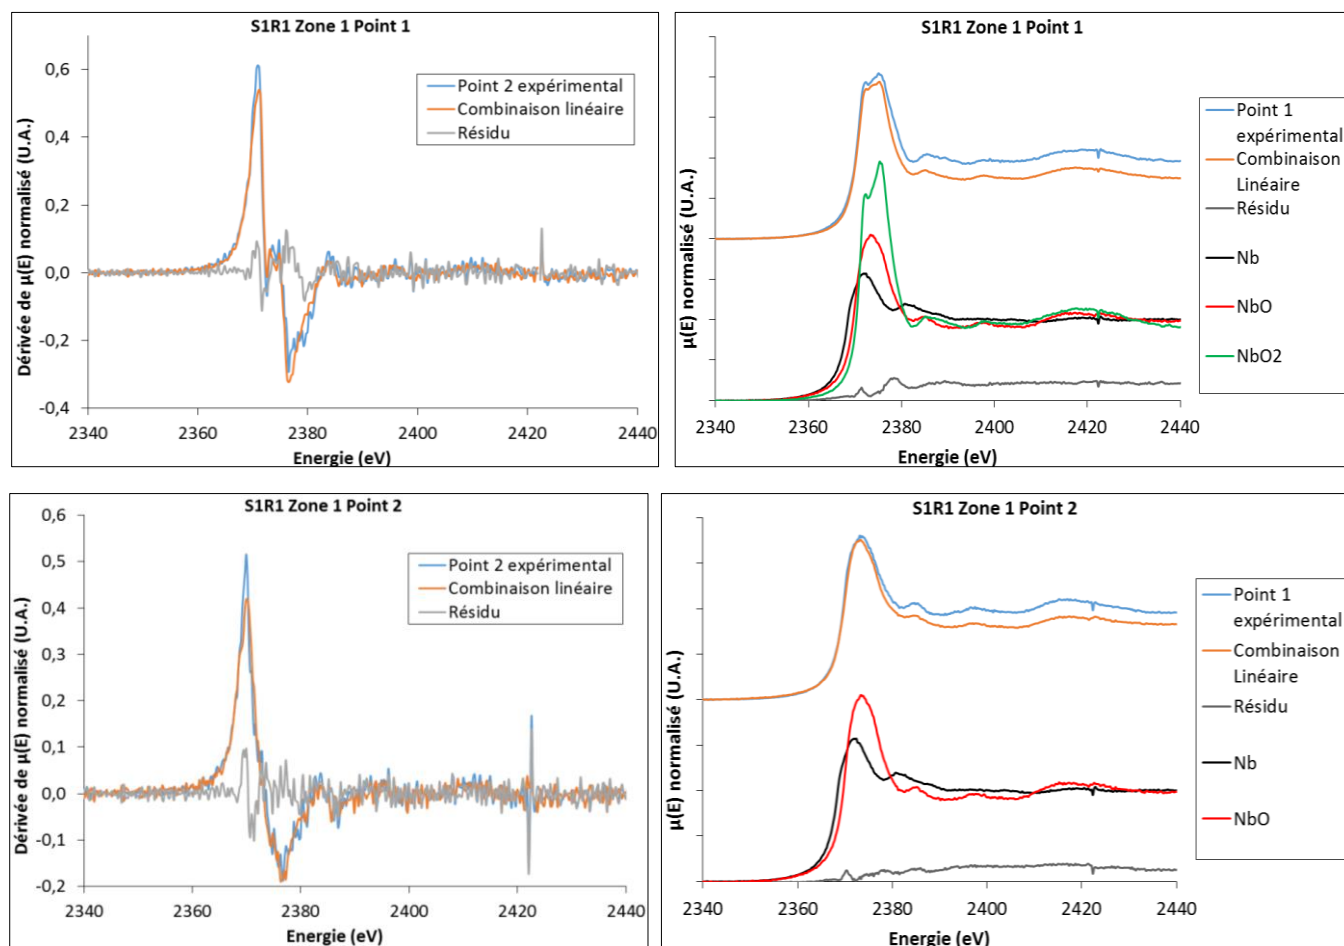 S1R1 Zone 1 Point 1
Dérivée de µ(E) normalisé (U.A.)
0,6
0,4
0,2
0,0
-0,2
-0,4
Point 2 expérimental
Combinaison linéaire
Résidu
2340
2360
2380
2400
2420
2440
Energie (eV)
S1R1 Zone 1 Point 1
µ(E) normalisé (U.A.)
Point 1
expérimental
Combinaison
Linéaire
Résidu
Nb
NbO
NbO2
2340
2360
2380
2400
2420
2440
Energie (eV)
S1R1 Zone 1 Point 2
Dérivée de µ(E) normalisé (U.A.)
0,6
0,5
0,4
0,3
0,2
0,1
0,0
-0,1
-0,2
Point 2 expérimental
Combinaison linéaire
Résidu
2340
2360
2380
2400
2420
2440
Energie (eV)
S1R1 Zone 1 Point 2
µ(E) normalisé (U.A.)
Point 1
expérimental
Combinaison
Linéaire
Résidu
Nb
NbO
2340
2360
2380
2400
2420
2440
Energie (eV)